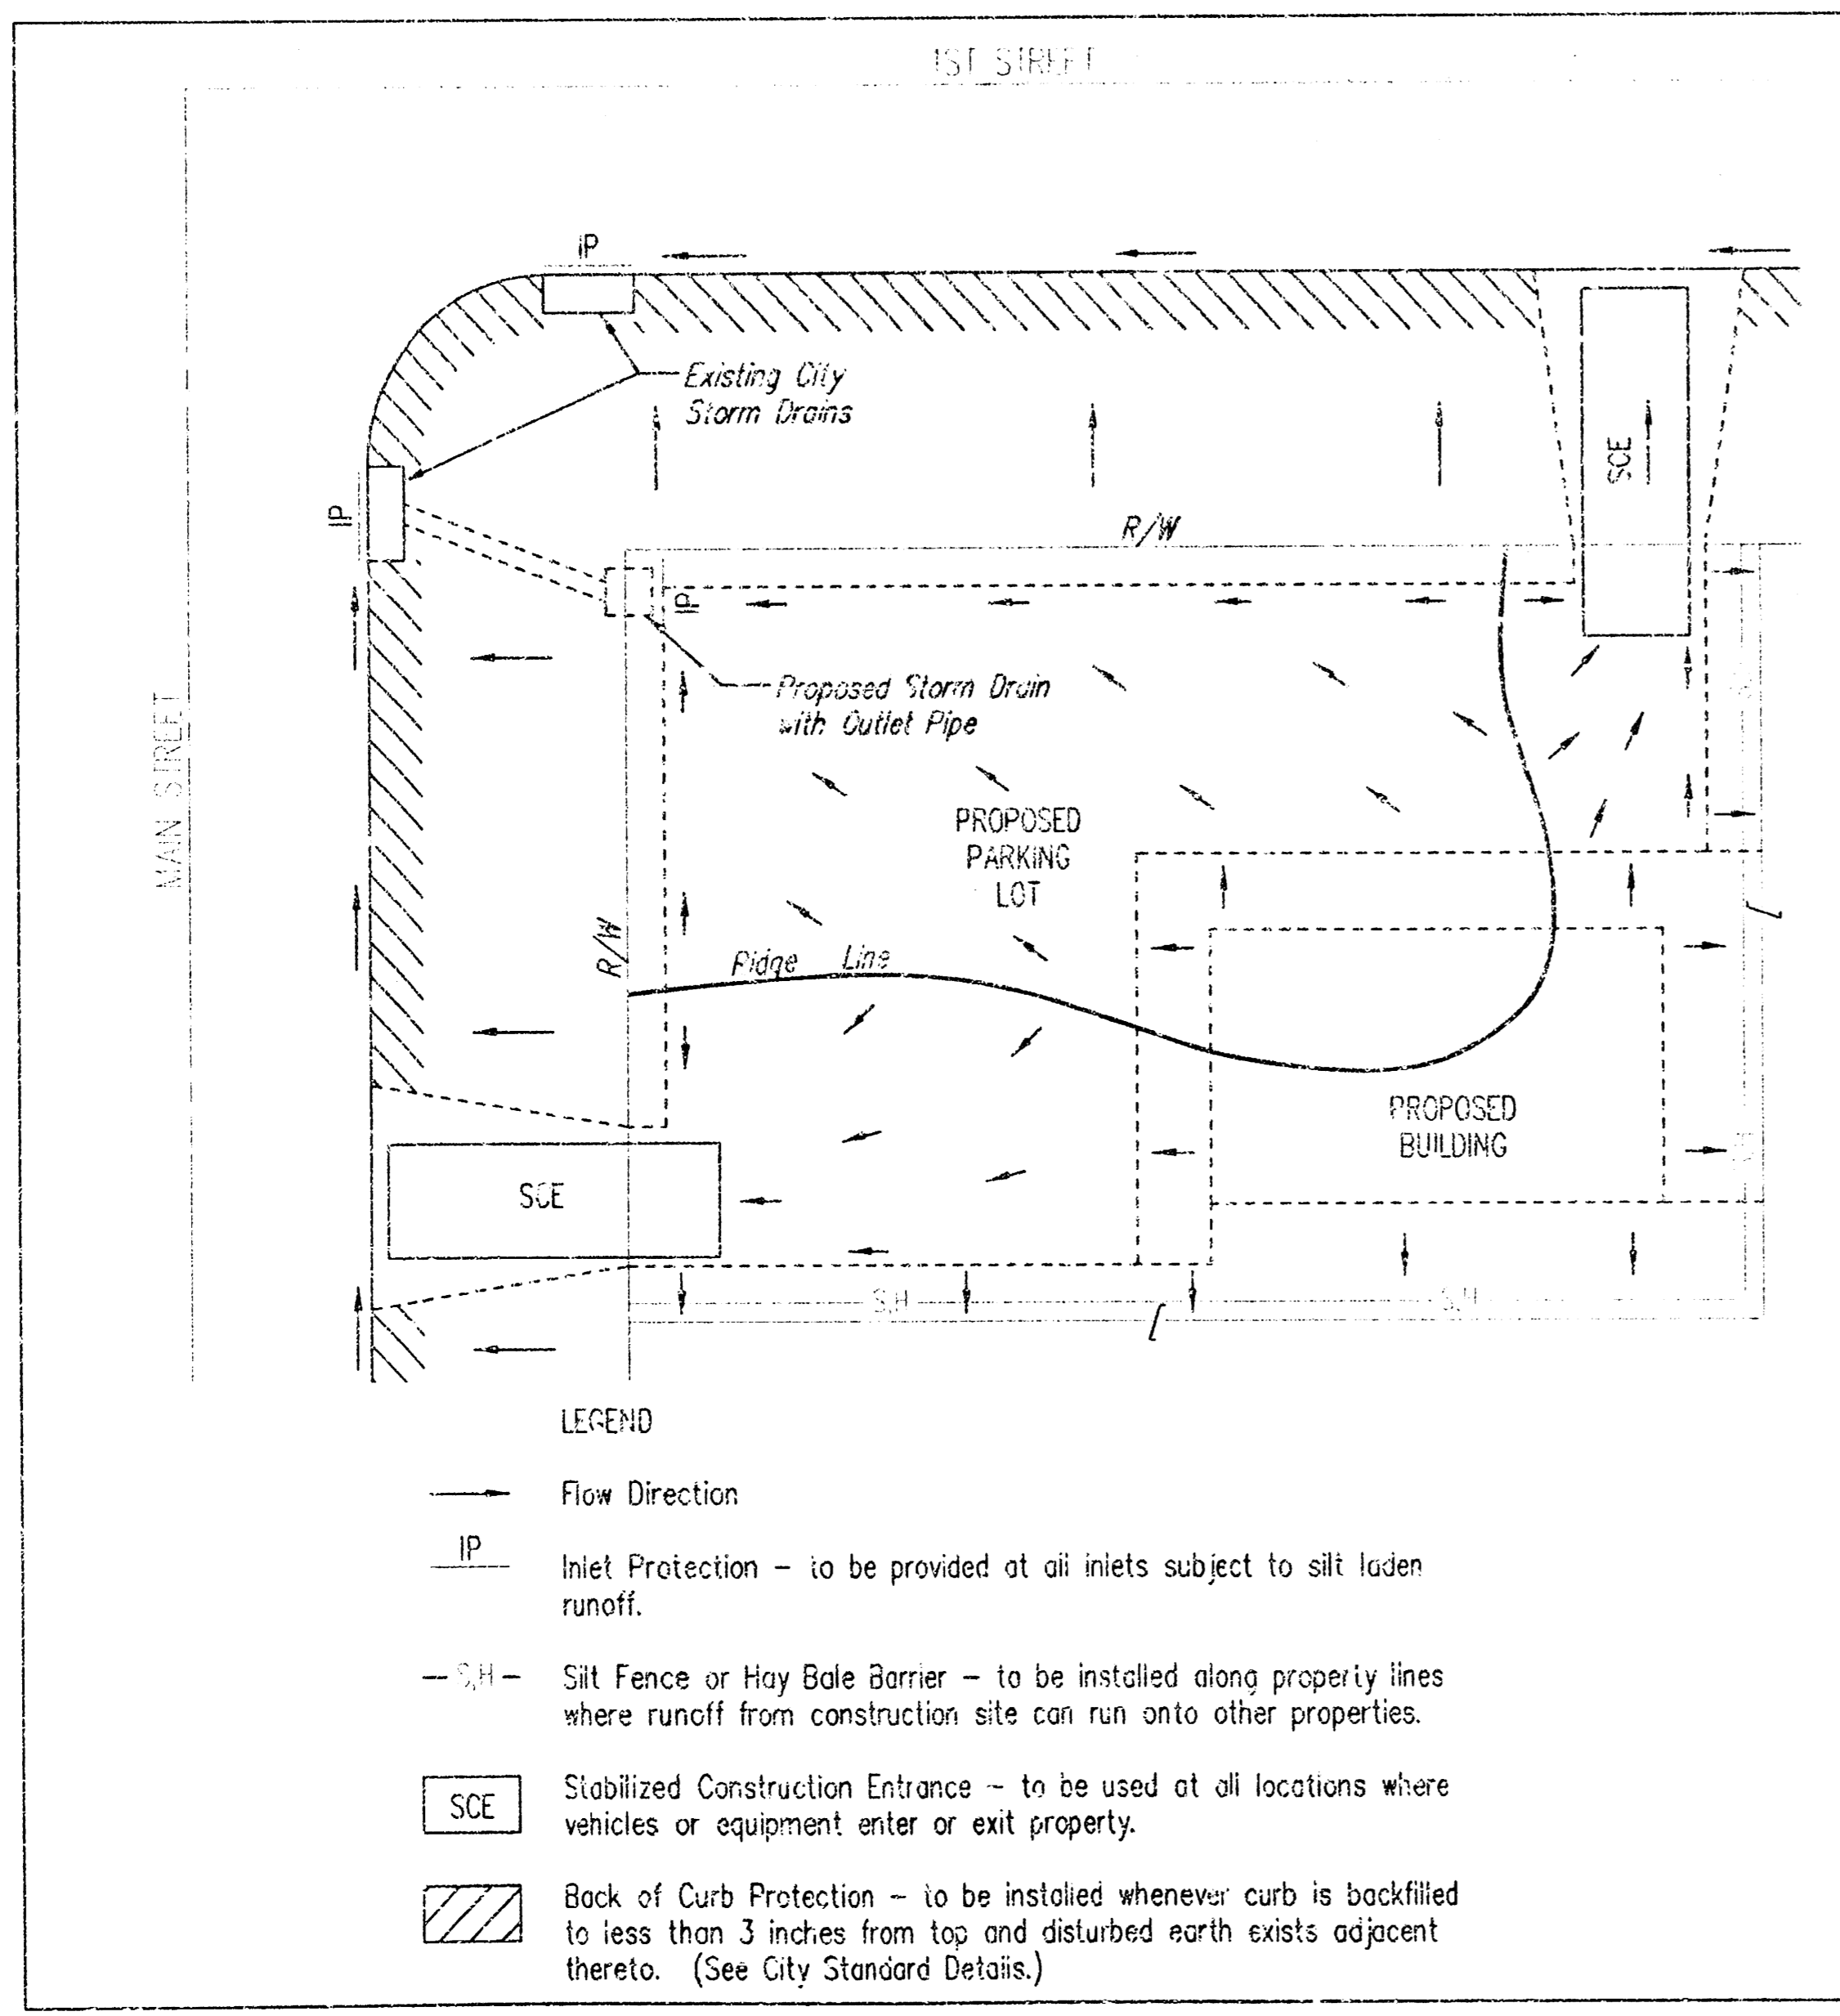 1ST STREET
IP
Existing City
Storm Drains
SCE
IP
R/W
IP
Proposed Storm Drain
with Outlet Pipe
MAIN STREET
PROPOSED
PARKING
LOT
R/W
Ridge Line
PROPOSED
BUILDING
SCE
S,H
S,H
LEGEND
Flow Direction
IP
Inlet Protection – to be provided at all inlets subject to silt laden
runoff.
– S,H –
Silt Fence or Hay Bale Barrier – to be installed along property lines
where runoff from construction site can run onto other properties.
SCE
Stabilized Construction Entrance – to be used at all locations where
vehicles or equipment enter or exit property.
Back of Curb Protection – to be installed whenever curb is backfilled
to less than 3 inches from top and disturbed earth exists adjacent
thereto. (See City Standard Details.)